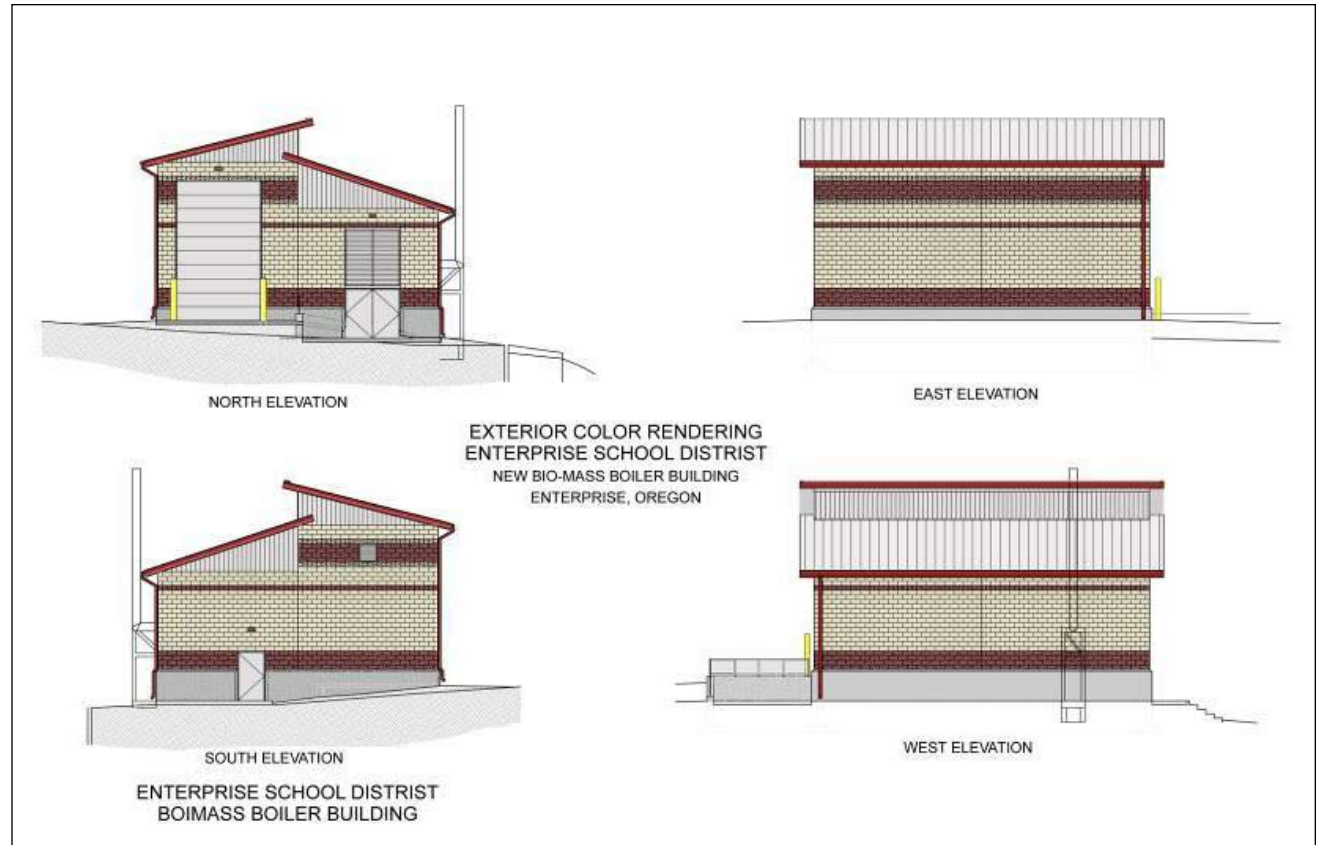 NORTH ELEVATION
EAST ELEVATION
EXTERIOR COLOR RENDERING
ENTERPRISE SCHOOL DISTRIST
NEW BIO-MASS BOILER BUILDING
ENTERPRISE, OREGON
SOUTH ELEVATION
WEST ELEVATION
ENTERPRISE SCHOOL DISTRIST
BOIMASS BOILER BUILDING